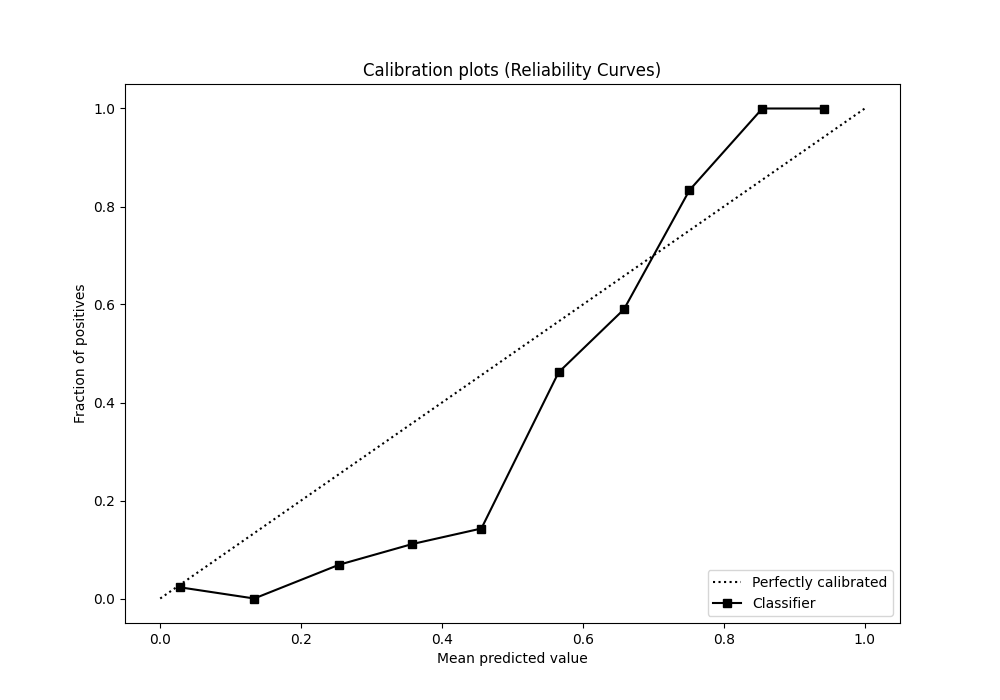 Calibration plots (Reliability Curves)
1.0
0.8
0.6
0.4
0.2
0.0
Fraction of positives
0.0 0.2 0.4 0.6 0.8 1.0
Mean predicted value
Perfectly calibrated
Classifier